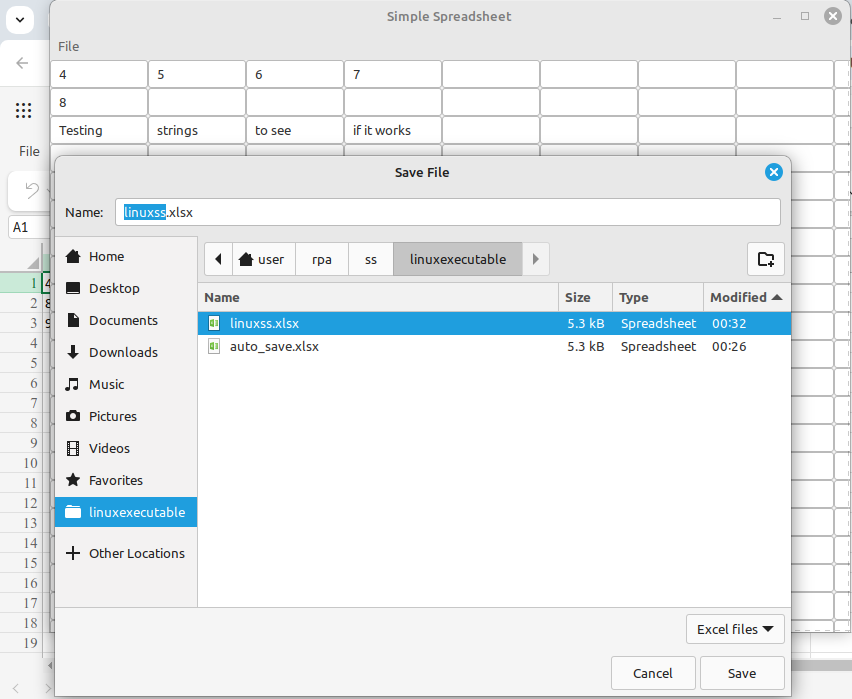 Simple Spreadsheet
File
4 5 6 7
8
Testing strings to see if it works
File
A1
Save File
Name: linuxss.xlsx
Home
Desktop
Documents
Downloads
Music
Pictures
Videos
Favorites
linuxexecutable
Other Locations
user rpa ss linuxexecutable
Name Size Type Modified
linuxss.xlsx 5.3 kB Spreadsheet 00:32
auto_save.xlsx 5.3 kB Spreadsheet 00:26
1 4
2 8
3 9
4
5
6
7
8
9
10
11
12
13
14
15
16
17
18
19
Excel files
Cancel Save